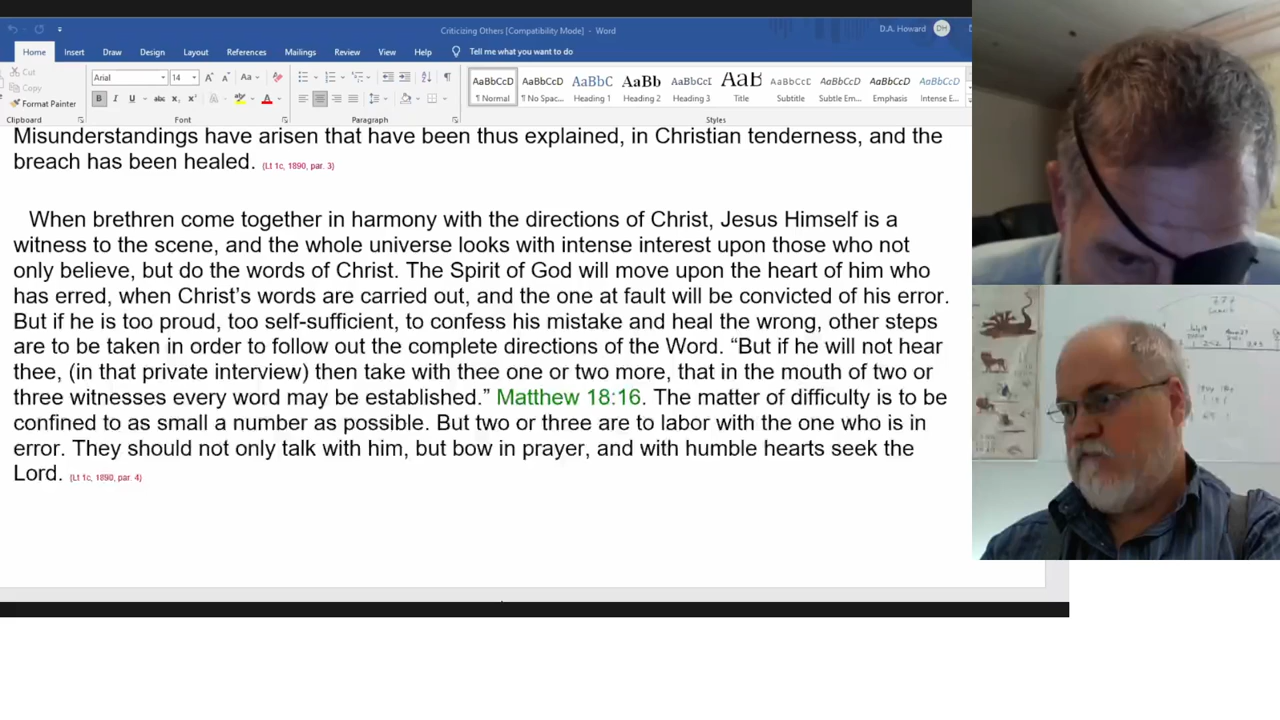 Criticizing Others [Compatibility Mode] - Word
D.A. Howard
DH
Home Insert Draw Design Layout References Mailings Review View Help Tell me what you want to do
Cut
Copy
Format Painter
Clipboard
Arial 14
Font
Paragraph
AaBbCcD AaBbCcD AaBbC AaBb AaBbCcI AaB AaBbCcC AaBbCcD AaBbCcD AaBbCcD
¶ Normal ¶ No Spac... Heading 1 Heading 2 Heading 3 Title Subtitle Subtle Em... Emphasis Intense E...
Styles
Misunderstandings have arisen that have been thus explained, in Christian tenderness, and the
breach has been healed. (Lt 1c, 1890, par. 3)
When brethren come together in harmony with the directions of Christ, Jesus Himself is a
witness to the scene, and the whole universe looks with intense interest upon those who not
only believe, but do the words of Christ. The Spirit of God will move upon the heart of him who
has erred, when Christ’s words are carried out, and the one at fault will be convicted of his error.
But if he is too proud, too self-sufficient, to confess his mistake and heal the wrong, other steps
are to be taken in order to follow out the complete directions of the Word. “But if he will not hear
thee, (in that private interview) then take with thee one or two more, that in the mouth of two or
three witnesses every word may be established.” Matthew 18:16. The matter of difficulty is to be
confined to as small a number as possible. But two or three are to labor with the one who is in
error. They should not only talk with him, but bow in prayer, and with humble hearts seek the
Lord. (Lt 1c, 1890, par. 4)